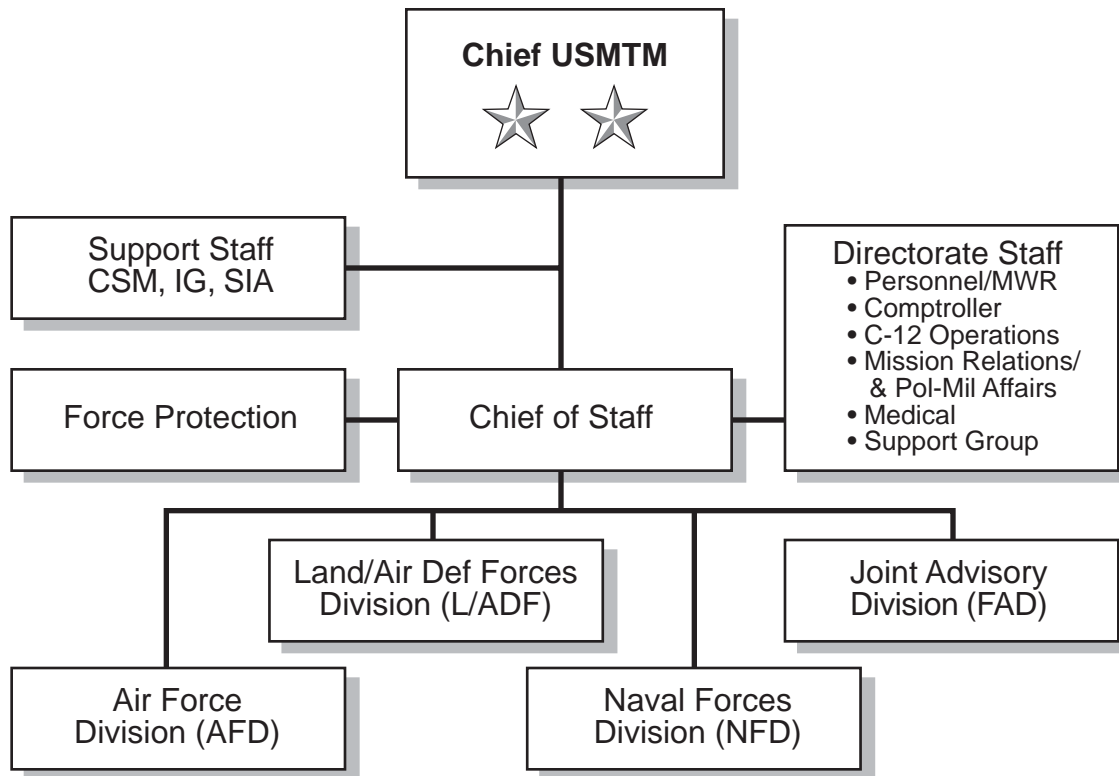 Chief USMTM
Support Staff
CSM, IG, SIA
Directorate Staff
• Personnel/MWR
• Comptroller
• C-12 Operations
• Mission Relations/
& Pol-Mil Affairs
• Medical
• Support Group
Force Protection
Chief of Staff
Land/Air Def Forces
Division (L/ADF)
Joint Advisory
Division (FAD)
Air Force
Division (AFD)
Naval Forces
Division (NFD)